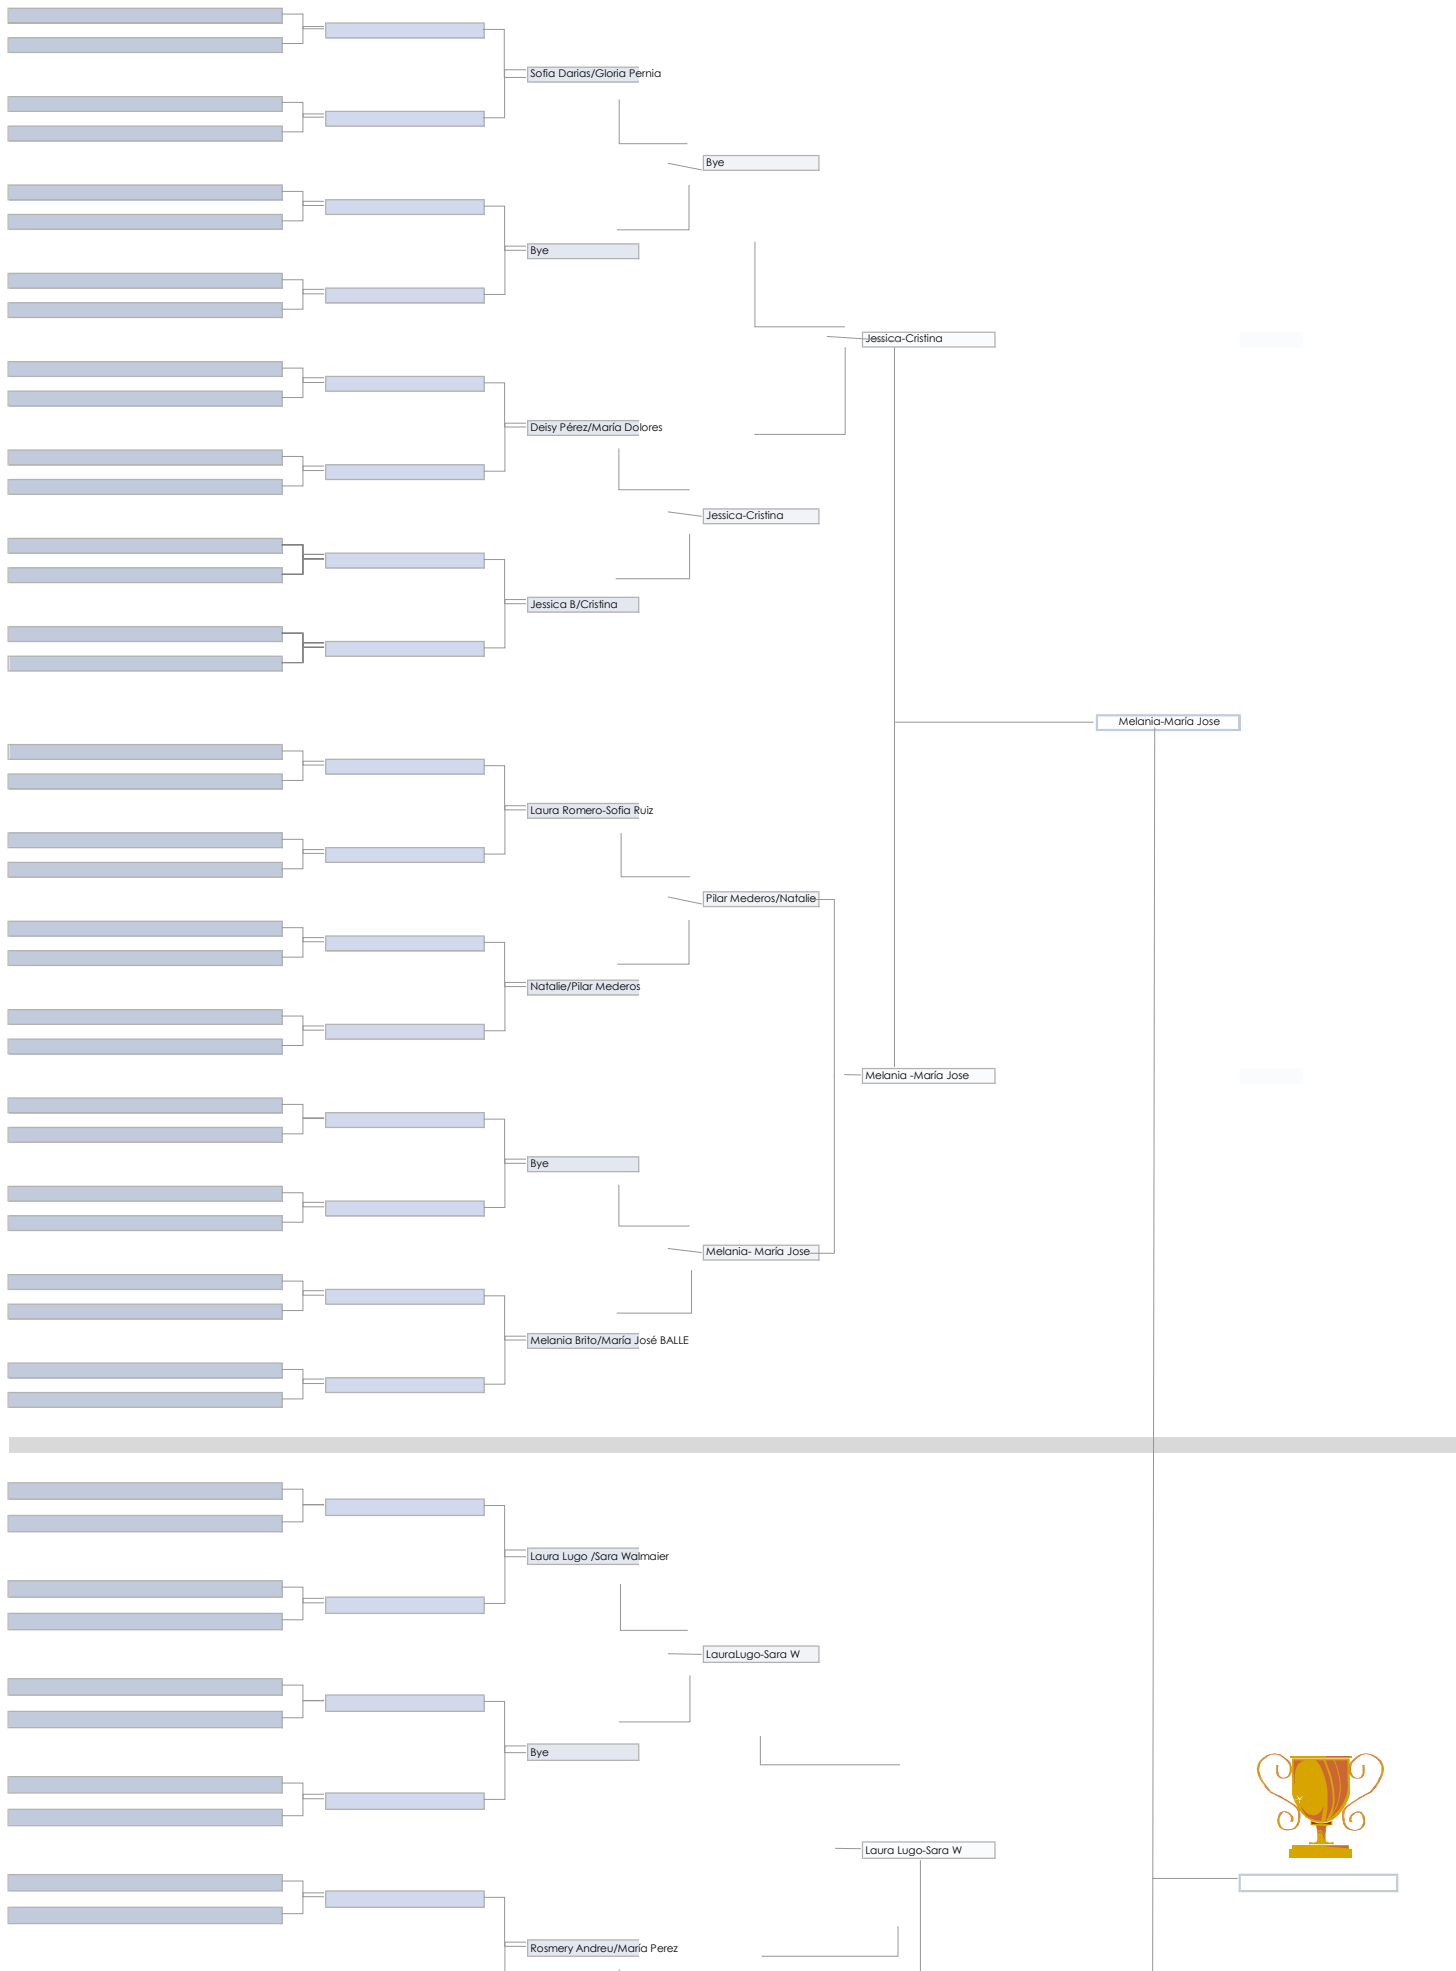 Sofia Darias/Gloria Pernia
Bye
Bye
Jessica-Cristina
Deisy Pérez/María Dolores
Jessica-Cristina
Jessica B/Cristina
Melania-María Jose
Laura Romero-Sofia Ruiz
Pilar Mederos/Natalie
Natalie/Pilar Mederos
Melania -María Jose
Bye
Melania- María Jose
Melania Brito/María José BALLE
Laura Lugo /Sara Walmaier
LauraLugo-Sara W
Bye
Laura Lugo-Sara W
Rosmery Andreu/María Perez